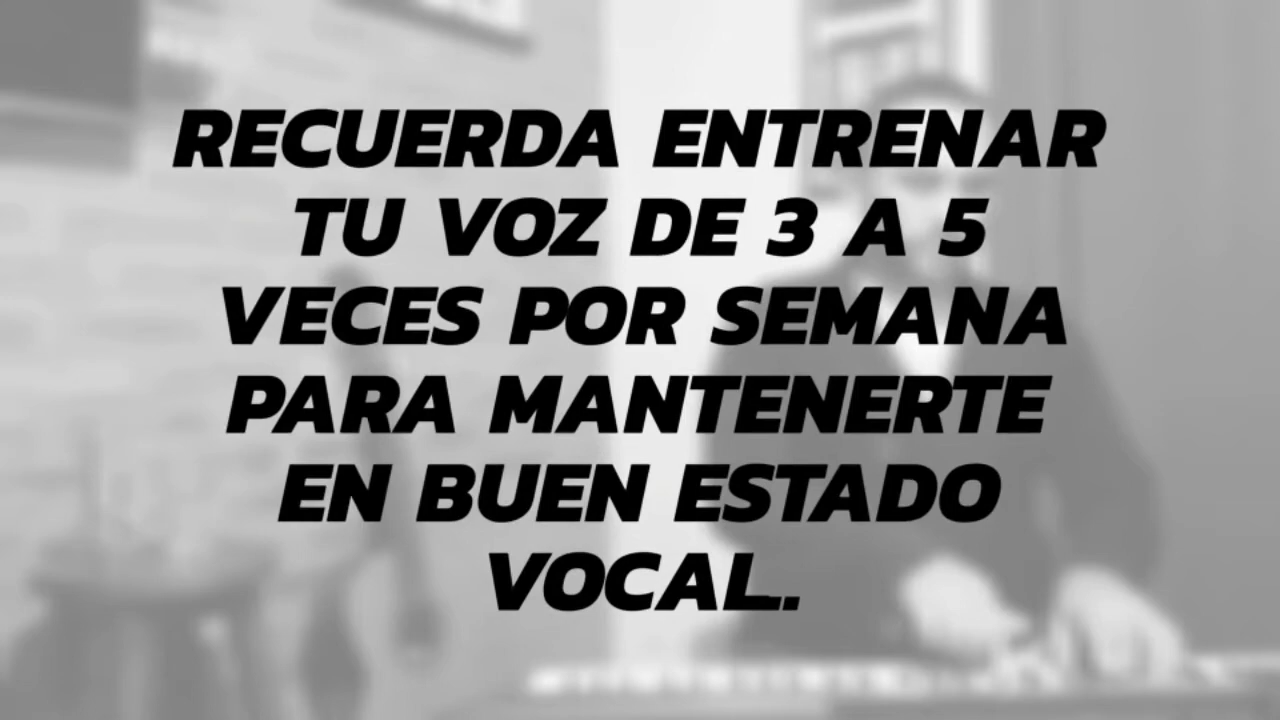 RECUERDA ENTRENAR
TU VOZ DE 3 A 5
VECES POR SEMANA
PARA MANTENERTE
EN BUEN ESTADO
VOCAL.